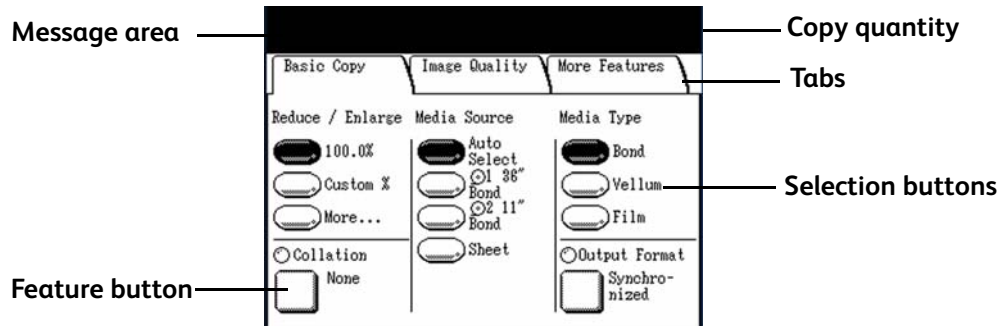 Message area
Copy quantity
Basic Copy
Image Quality
More Features
Tabs
Reduce / Enlarge
100.0%
Custom %
More...
Collation
None
Media Source
Auto
Select
1 36"
Bond
2 11"
Bond
Sheet
Media Type
Bond
Vellum
Film
Output Format
Synchro-
nized
Selection buttons
Feature button